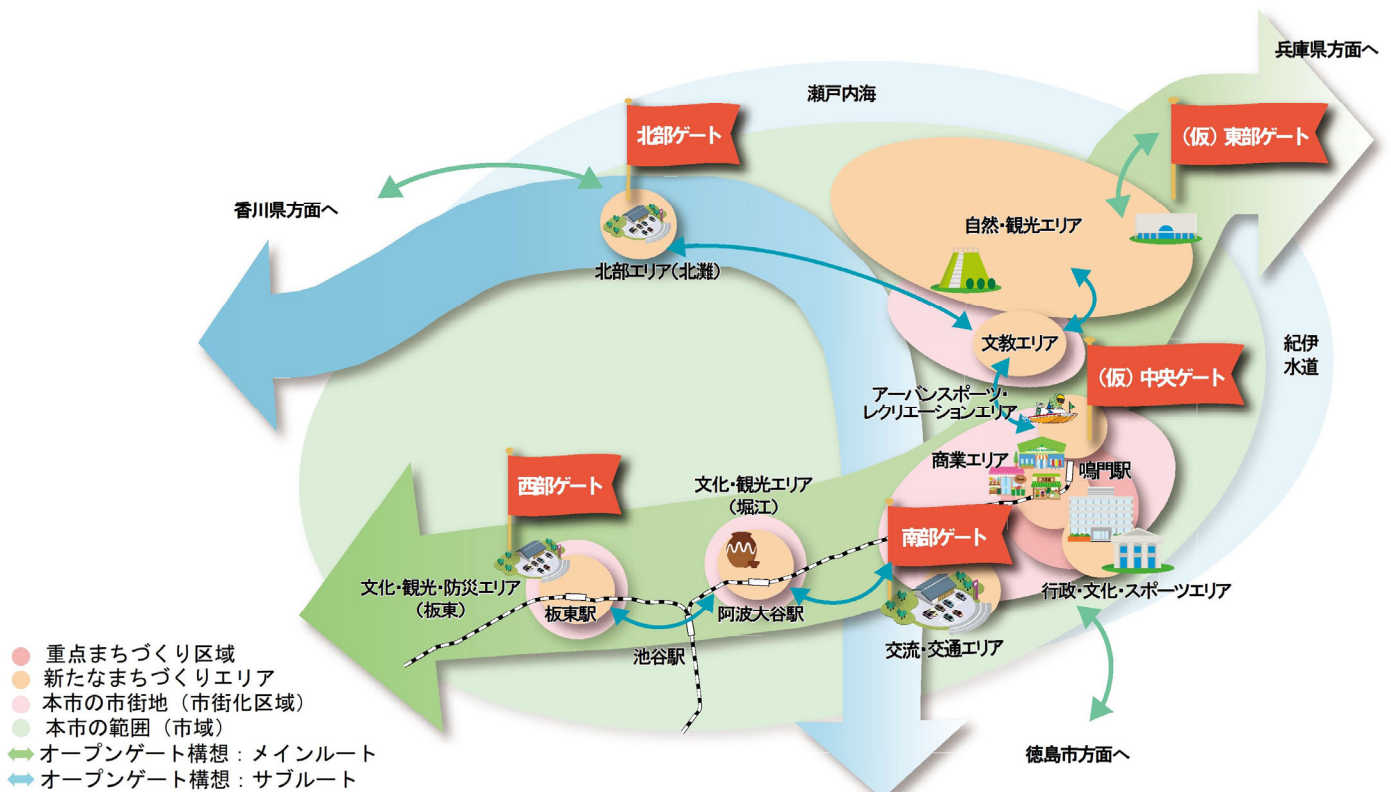 兵庫県方面へ
瀬戸内海
北部ゲート
(仮)東部ゲート
香川県方面へ
自然・観光エリア
北部エリア(北灘)
文教エリア
紀伊
水道
(仮)中央ゲート
アーバンスポーツ・
レクリエーションエリア
商業エリア
鳴門駅
西部ゲート
文化・観光エリア
(堀江)
南部ゲート
文化・観光・防災エリア
(板東)
板東駅
阿波大谷駅
行政・文化・スポーツエリア
池谷駅
交流・交通エリア
徳島市方面へ
重点まちづくり区域
新たなまちづくりエリア
本市の市街地(市街化区域)
本市の範囲(市域)
オープンゲート構想:メインルート
オープンゲート構想:サブルート